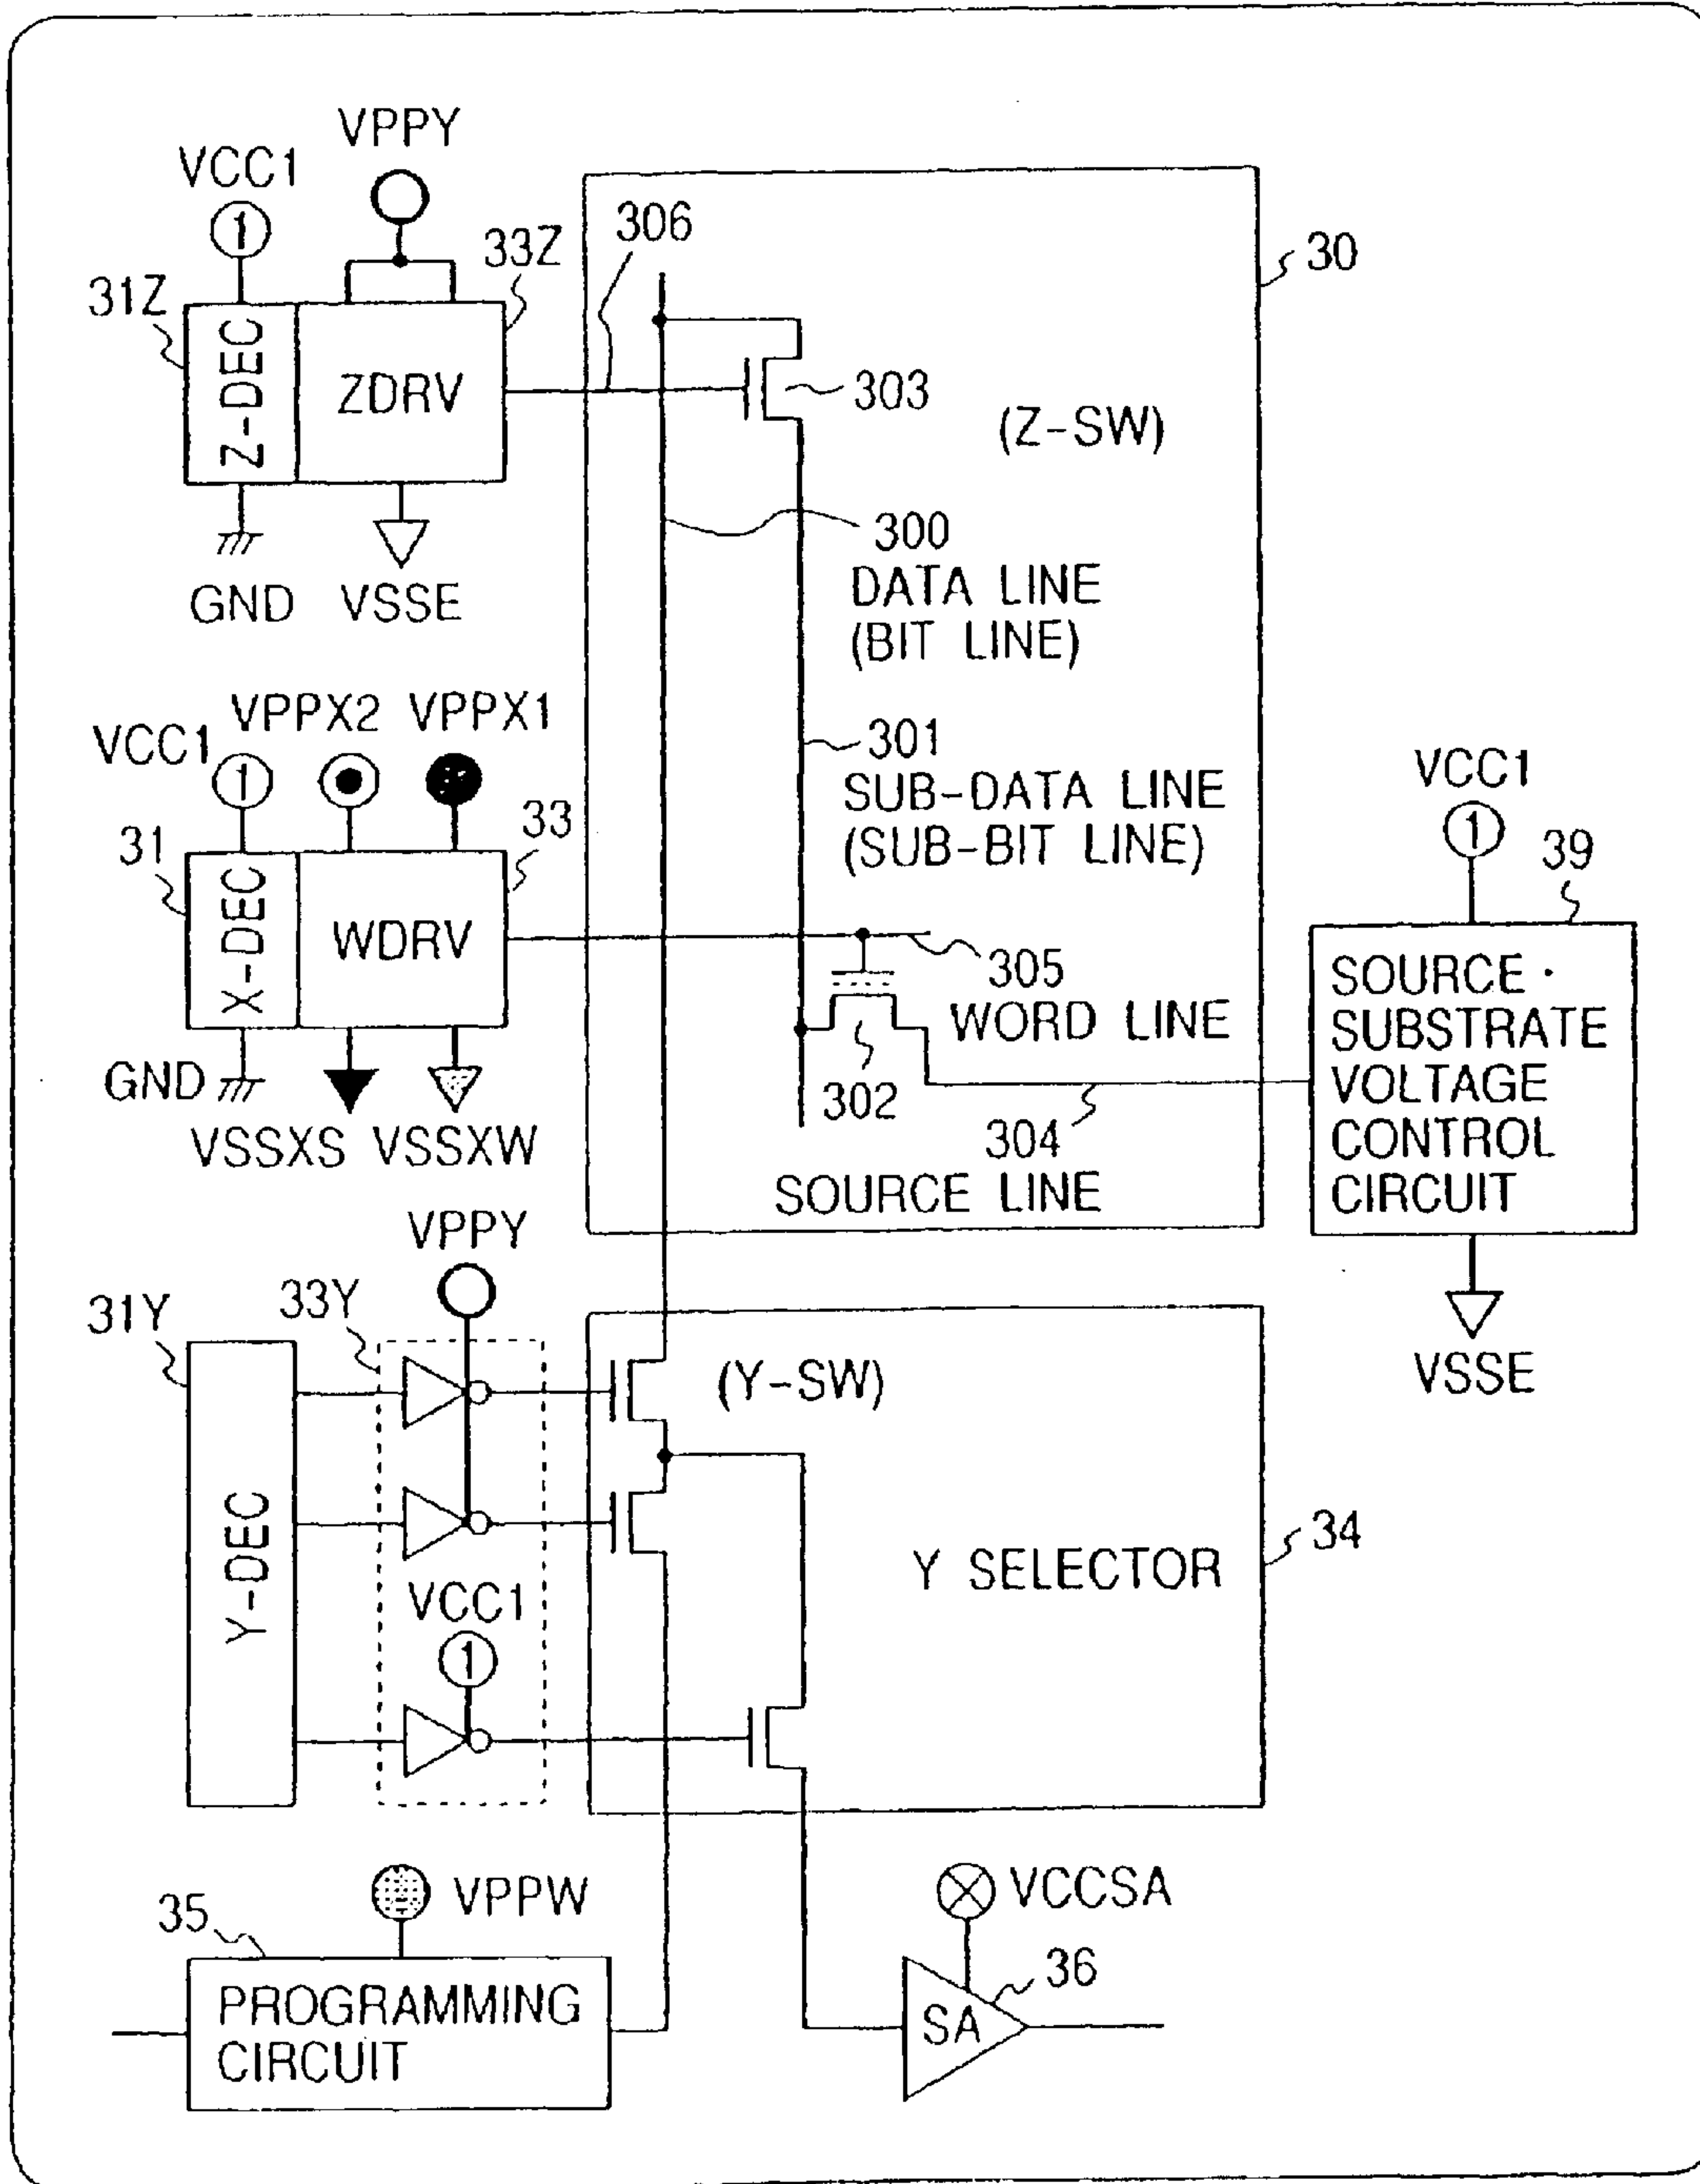 VPPY
VCC1
1
306
33Z
31Z
Z-DEC
ZDRV
303
30
(Z-SW)
300
DATA LINE
(BIT LINE)
GND
VSSE
VPPX2
VPPX1
VCC1
1
33
31
X-DEC
WDRV
301
SUB-DATA LINE
(SUB-BIT LINE)
VCC1
1
39
305
WORD LINE
302
304
SOURCE LINE
SOURCE·
SUBSTRATE
VOLTAGE
CONTROL
CIRCUIT
GND
VSSXS
VSSXW
VSSE
VPPY
33Y
31Y
(Y-SW)
Y-DEC
VCC1
1
Y SELECTOR
34
VPPW
35
PROGRAMMING
CIRCUIT
VCCSA
36
SA